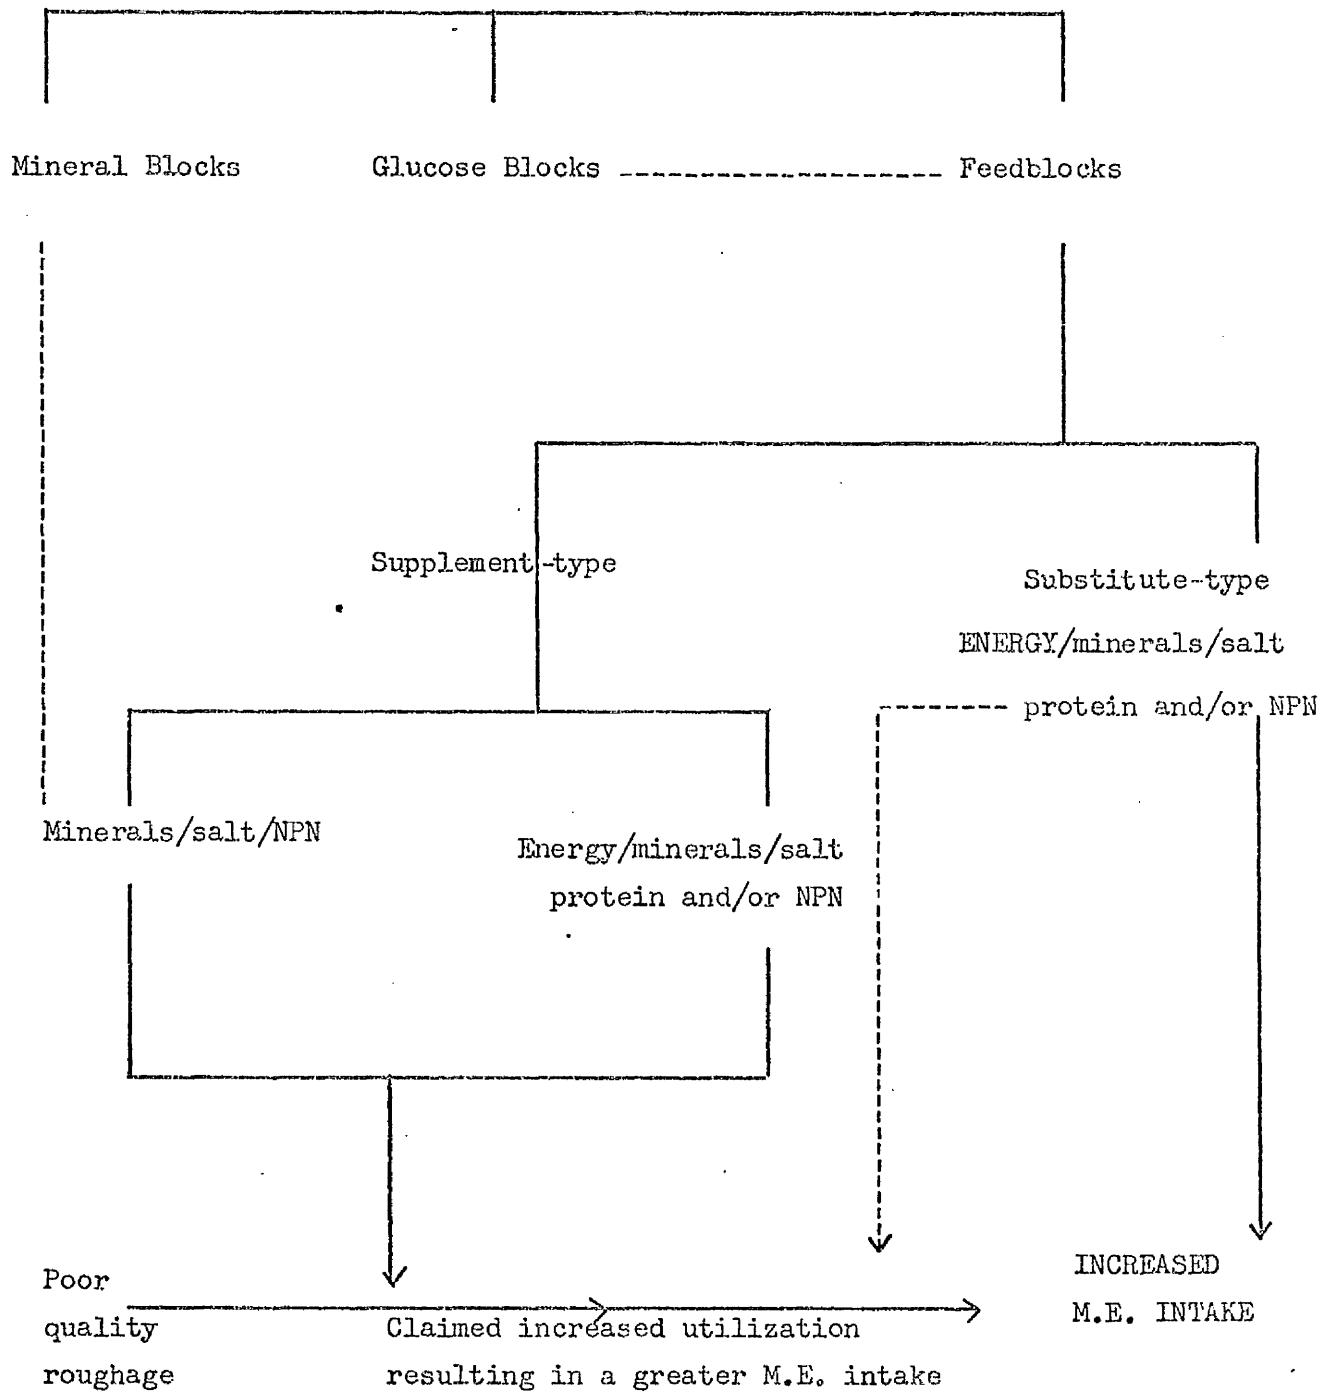 Mineral Blocks
Glucose Blocks
Feedblocks
Supplement-type
Substitute-type
ENERGY/minerals/salt
protein and/or NPN
Minerals/salt/NPN
Energy/minerals/salt
protein and/or NPN
Poor
quality
roughage
Claimed increased utilization
resulting in a greater M.E. intake
INCREASED
M.E. INTAKE